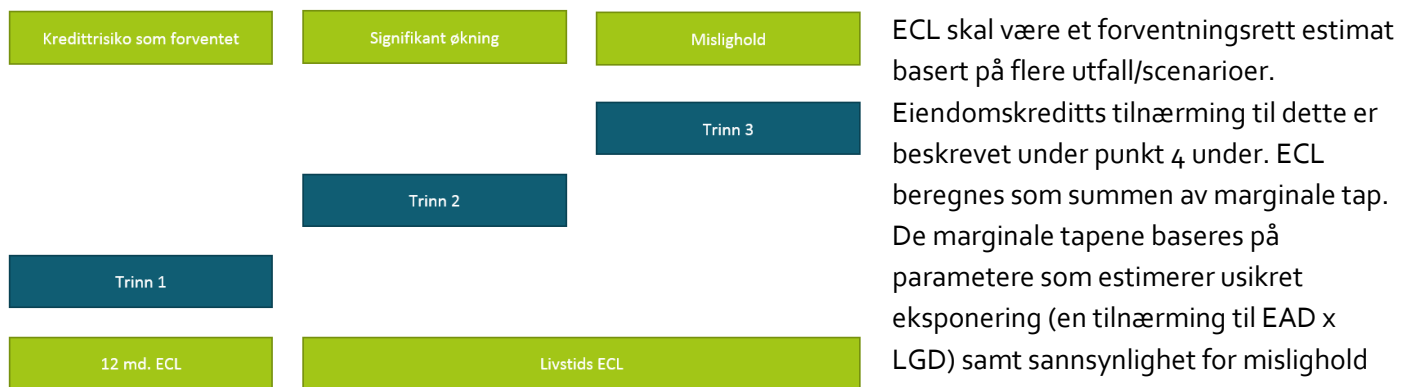 Kredittrisiko som forventet
Signifikant økning
Mislighold
Trinn 3
Trinn 2
Trinn 1
12 md. ECL
Livstids ECL
ECL skal være et forventningsrett estimat
basert på flere utfall/scenarioer.
Eiendomskreditts tilnærming til dette er
beskrevet under punkt 4 under. ECL
beregnes som summen av marginale tap.
De marginale tapene baseres på
parametere som estimerer usikret
eksponering (en tilnærming til EAD x
LGD) samt sannsynlighet for mislighold